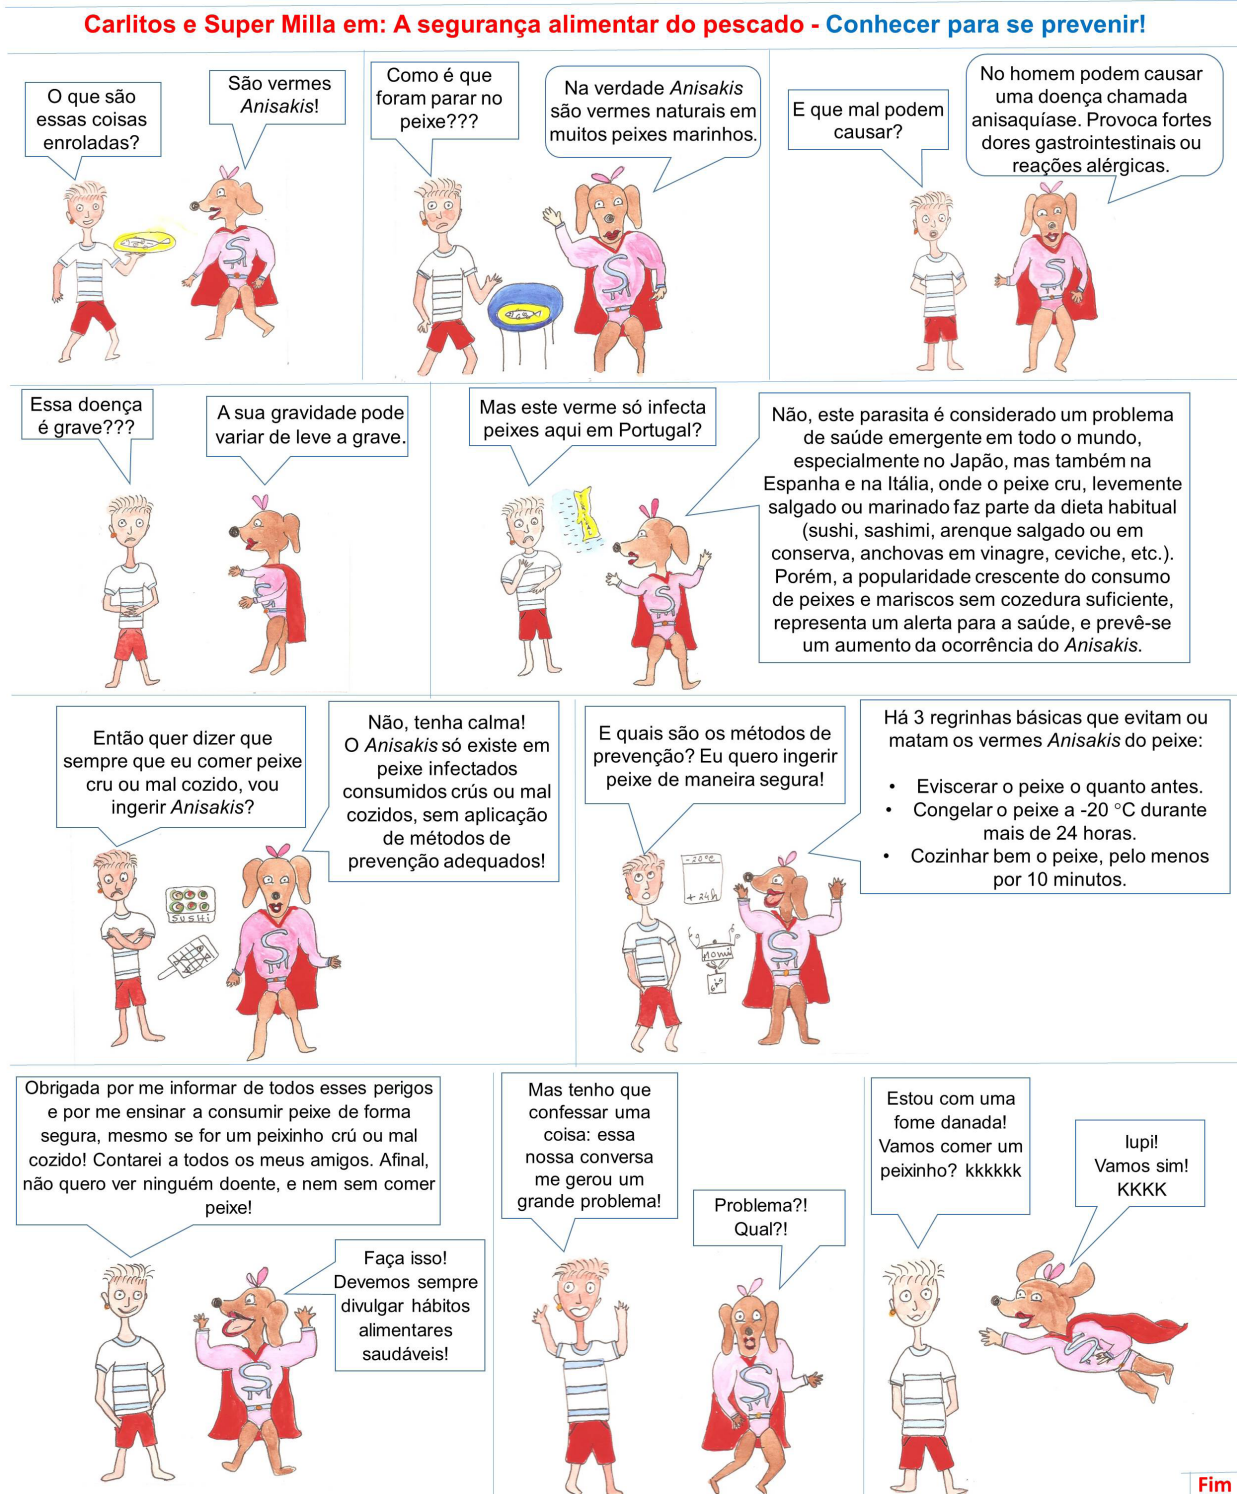 Carlitos e Super Milla em: A segurança alimentar do pescado - Conhecer para se prevenir!
O que são
essas coisas
enroladas?
São vermes
Anisakis!
Como é que
foram parar no
peixe???
Na verdade Anisakis
são vermes naturais em
muitos peixes marinhos.
E que mal podem
causar?
No homem podem causar
uma doença chamada
anisaquíase. Provoca fortes
dores gastrointestinais ou
reações alérgicas.
Essa doença
é grave???
A sua gravidade pode
variar de leve a grave.
Mas este verme só infecta
peixes aqui em Portugal?
Não, este parasita é considerado um problema
de saúde emergente em todo o mundo,
especialmente no Japão, mas também na
Espanha e na Itália, onde o peixe cru, levemente
salgado ou marinado faz parte da dieta habitual
(sushi, sashimi, arenque salgado ou em
conserva, anchovas em vinagre, ceviche, etc.).
Porém, a popularidade crescente do consumo
de peixes e mariscos sem cozedura suficiente,
representa um alerta para a saúde, e prevê-se
um aumento da ocorrência do Anisakis.
Então quer dizer que
sempre que eu comer peixe
cru ou mal cozido, vou
ingerir Anisakis?
Não, tenha calma!
O Anisakis só existe em
peixe infectados
consumidos crús ou mal
cozidos, sem aplicação
de métodos de
prevenção adequados!
SUSHi
E quais são os métodos de
prevenção? Eu quero ingerir
peixe de maneira segura!
Há 3 regrinhas básicas que evitam ou
matam os vermes Anisakis do peixe:
• Eviscerar o peixe o quanto antes.
• Congelar o peixe a -20 °C durante
mais de 24 horas.
• Cozinhar bem o peixe, pelo menos
por 10 minutos.
-20°C
+24h
10mi
gás
Obrigada por me informar de todos esses perigos
e por me ensinar a consumir peixe de forma
segura, mesmo se for um peixinho crú ou mal
cozido! Contarei a todos os meus amigos. Afinal,
não quero ver ninguém doente, e nem sem comer
peixe!
Faça isso!
Devemos sempre
divulgar hábitos
alimentares
saudáveis!
Mas tenho que
confessar uma
coisa: essa
nossa conversa
me gerou um
grande problema!
Problema?!
Qual?!
Estou com uma
fome danada!
Vamos comer um
peixinho? kkkkkk
Iupi!
Vamos sim!
KKKK
Fim